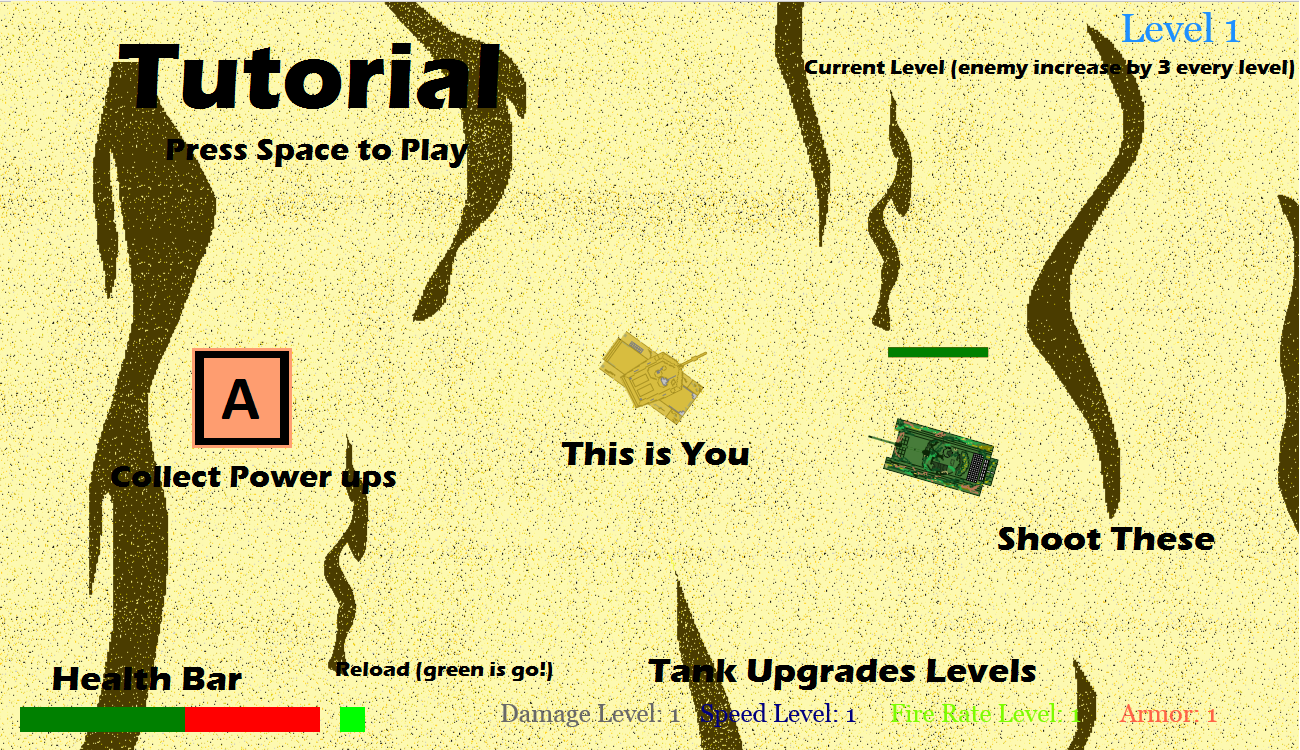 Level 1
Current Level (enemy increase by 3 every level)
Tutorial
Press Space to Play
A
Collect Power ups
This is You
Shoot These
Health Bar
Reload (green is go!)
Tank Upgrades Levels
Damage Level: 1 Speed Level: 1 Fire Rate Level: 1 Armor: 1